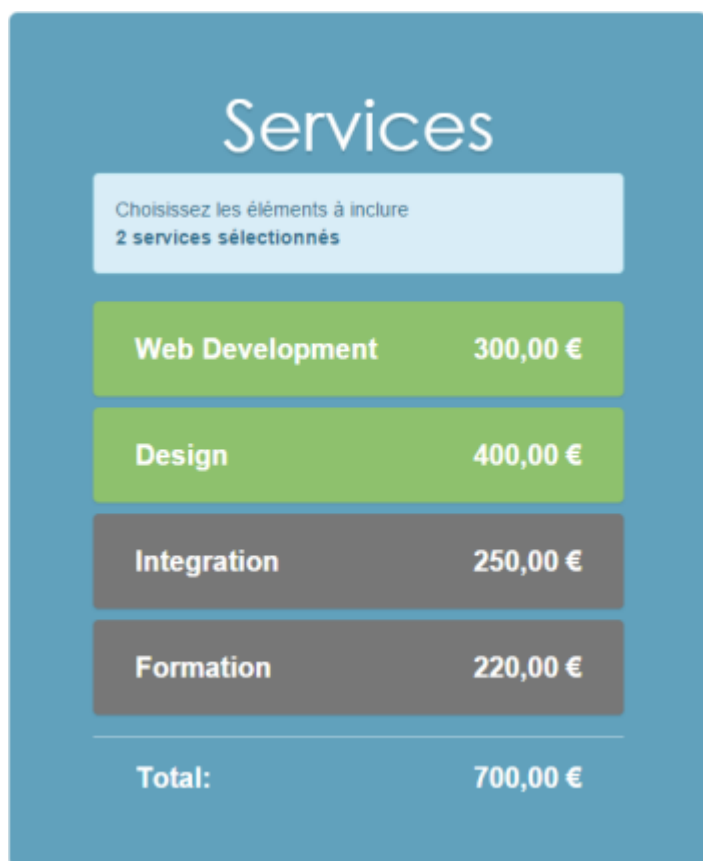 Services
Choisissez les éléments à inclure
2 services sélectionnés
Web Development 300,00 €
Design 400,00 €
Integration 250,00 €
Formation 220,00 €
Total: 700,00 €